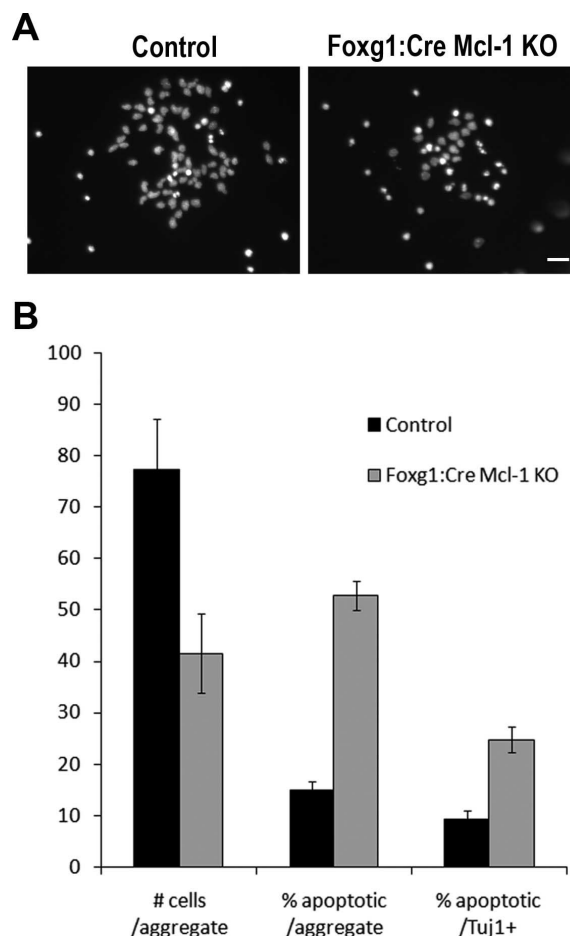 A
Control
Foxg1:Cre Mcl-1 KO
B
100
90
80
70
60
50
40
30
20
10
0
Control
Foxg1:Cre Mcl-1 KO
# cells
/aggregate
% apoptotic
/aggregate
% apoptotic
/Tuj1+